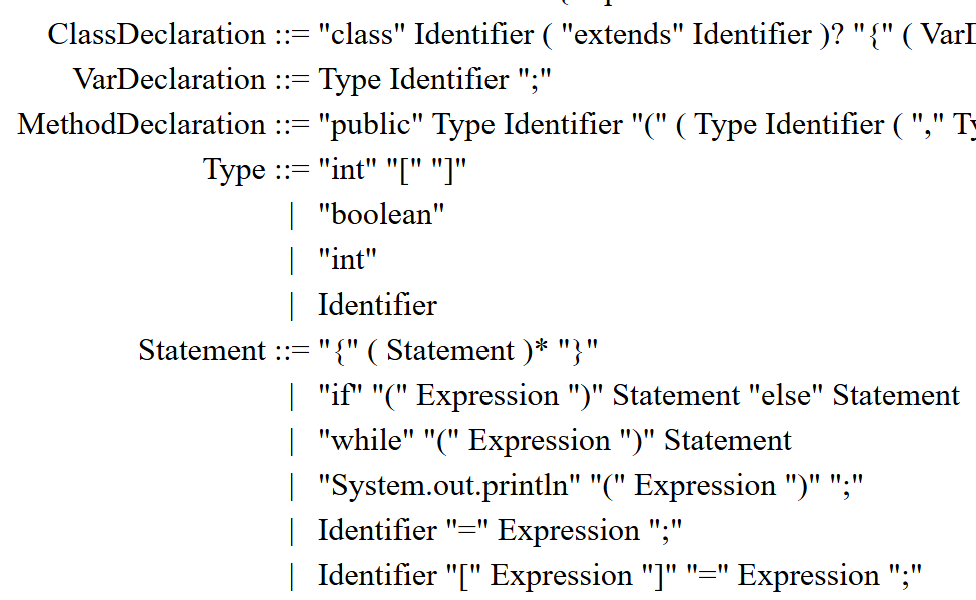 ClassDeclaration ::= "class" Identifier ( "extends" Identifier )? "{" (
VarDeclaration ::= Type Identifier ";"
MethodDeclaration ::= "public" Type Identifier "(" ( Type Identifier ( ","
Type ::= "int" "[" "]"
| "boolean"
| "int"
| Identifier
Statement ::= "{" ( Statement )* "}"
| "if" "(" Expression ")" Statement "else" Statement
| "while" "(" Expression ")" Statement
| "System.out.println" "(" Expression ")" ";"
| Identifier "=" Expression ";"
| Identifier "[" Expression "]" "=" Expression ";"